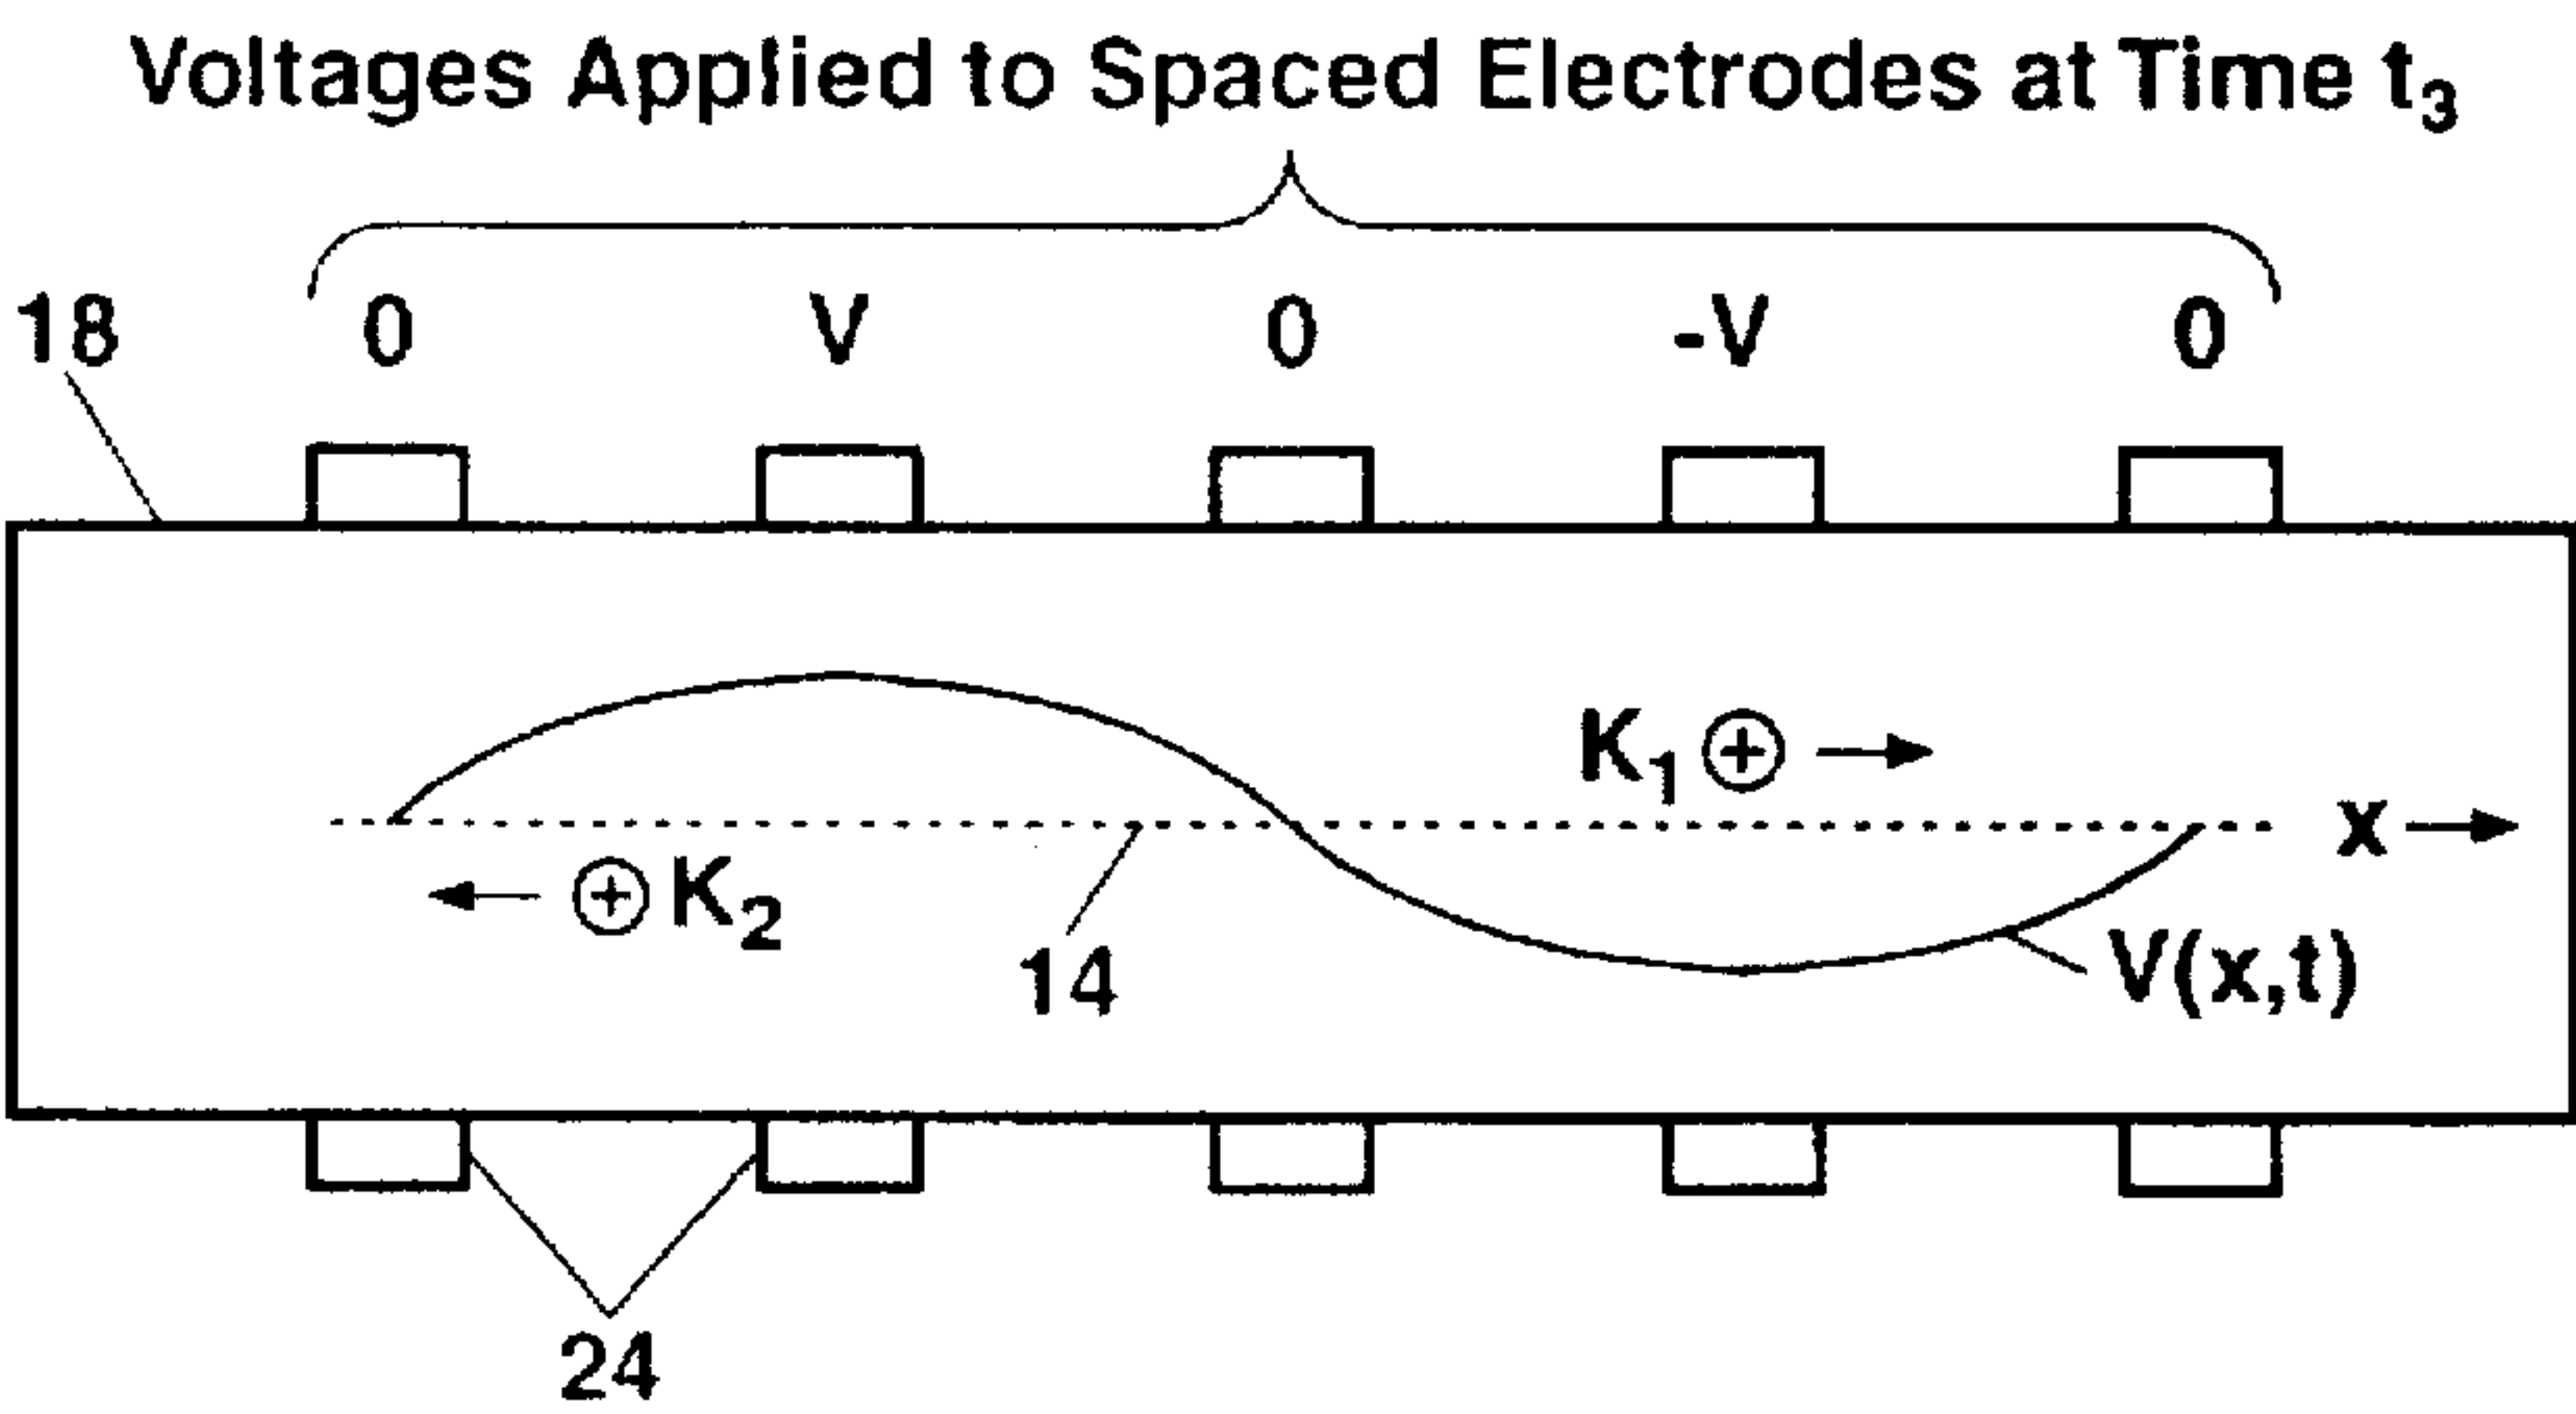 Voltages Applied to Spaced Electrodes at Time t₃
18 0 V 0 -V 0
K₁ ⊕ →
x →
← ⊕ K₂
14
V(x,t)
24